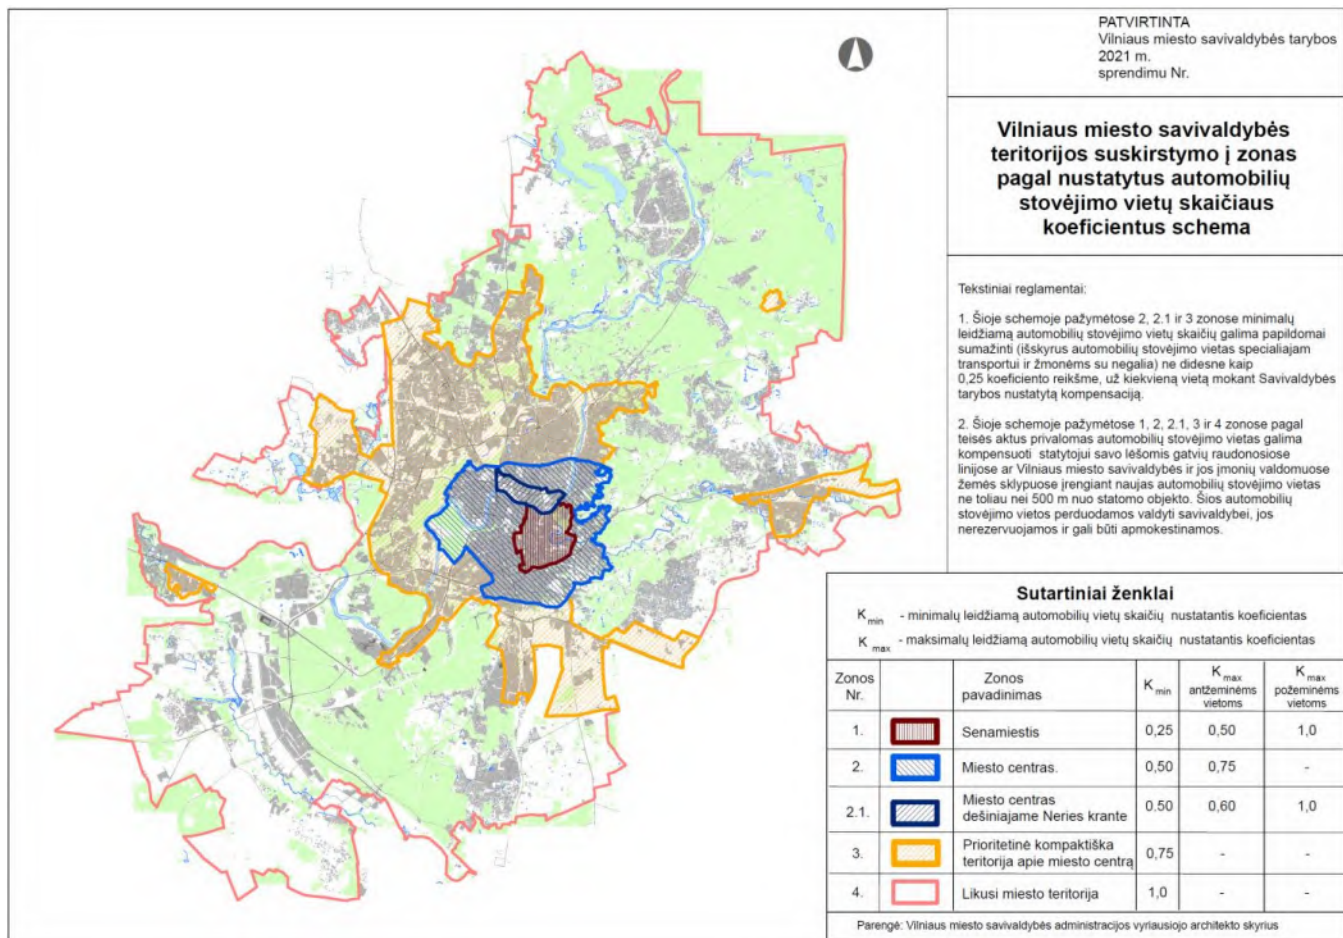 PATVIRTINTA
Vilniaus miesto savivaldybės tarybos
2021 m.
sprendimu Nr.
Vilniaus miesto savivaldybės
teritorijos suskirstymo į zonas
pagal nustatytus automobilių
stovėjimo vietų skaičiaus
koeficientus schema
Tekstiniai reglamentai:
1. Šioje schemoje pažymėtose 2, 2.1 ir 3 zonose minimalų
leidžiamą automobilių stovėjimo vietų skaičių galima papildomai
sumažinti (išskyrus automobilių stovėjimo vietas specialiajam
transportui ir žmonėms su negalia) ne didesne kaip
0,25 koeficiento reikšme, už kiekvieną vietą mokant Savivaldybės
tarybos nustatytą kompensaciją.
2. Šioje schemoje pažymėtose 1, 2, 2.1, 3 ir 4 zonose pagal
teisės aktus privalomas automobilių stovėjimo vietas galima
kompensuoti statytojui savo lėšomis gatvių raudonosiose
linijose ar Vilniaus miesto savivaldybės ir jos įmonių valdomuose
žemės sklypuose įrengiant naujas automobilių stovėjimo vietas
ne toliau nei 500 m nuo statomo objekto. Šios automobilių
stovėjimo vietos perduodamos valdyti savivaldybei, jos
nerezervuojamos ir gali būti apmokestinamos.
Sutartiniai ženklai
K min - minimalų leidžiamą automobilių vietų skaičių nustatantis koeficientas
K max - maksimalų leidžiamą automobilių vietų skaičių nustatantis koeficientas
Zonos Nr. Zonos pavadinimas K min K max antžeminėms vietoms K max požeminėms vietoms
1. Senamiestis 0,25 0,50 1,0
2. Miesto centras. 0,50 0,75 -
2.1. Miesto centras dešiniajame Neries krante 0.50 0,60 1,0
3. Prioritetinė kompaktiška teritorija apie miesto centrą 0,75 - -
4. Likusi miesto teritorija 1,0 - -
Parengė: Vilniaus miesto savivaldybės administracijos vyriausiojo architekto skyrius